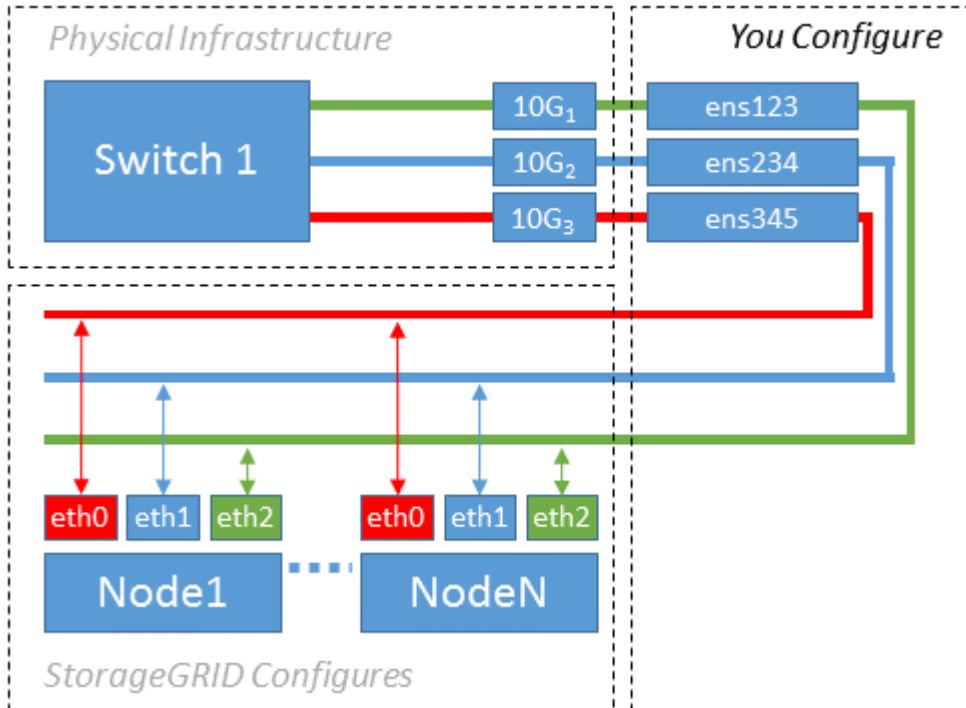 Physical Infrastructure
You Configure
Switch 1
10G₁
ens123
10G₂
ens234
10G₃
ens345
eth0
eth1
eth2
eth0
eth1
eth2
Node1
NodeN
StorageGRID Configures